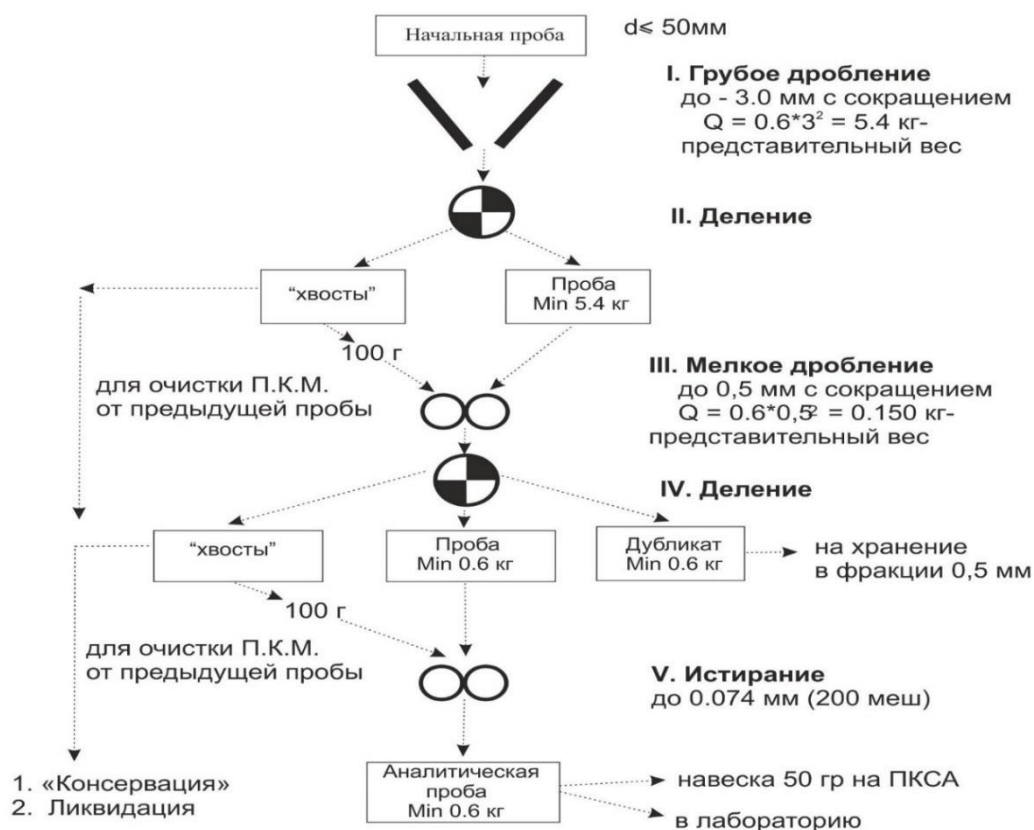 Начальная проба
d⩽ 50мм
I. Грубое дробление
до - 3.0 мм с сокращением
Q = 0.6*3² = 5.4 кг-
представительный вес
II. Деление
“хвосты”
Проба
Min 5.4 кг
100 г
для очистки П.К.М.
от предыдущей пробы
III. Мелкое дробление
до 0,5 мм с сокращением
Q = 0.6*0,5² = 0.150 кг-
представительный вес
IV. Деление
“хвосты”
Проба
Min 0.6 кг
Дубликат
Min 0.6 кг
на хранение
в фракции 0,5 мм
100 г
для очистки П.К.М.
от предыдущей пробы
V. Истирание
до 0.074 мм (200 меш)
1. «Консервация»
2. Ликвидация
Аналитическая
проба
Min 0.6 кг
навеска 50 гр на ПКСА
в лабораторию